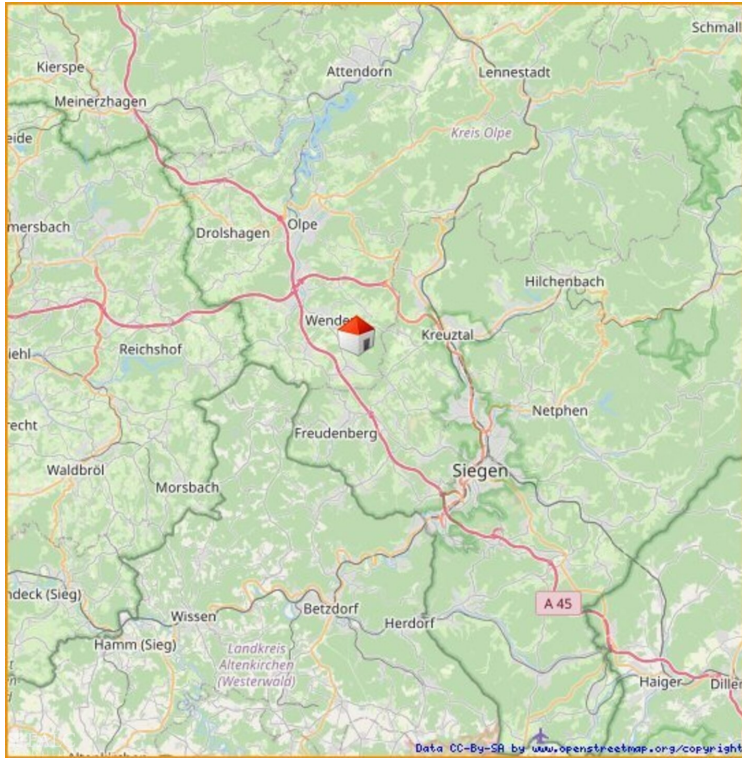 Schmall
Kierspe
Attendorn
Lennestadt
Meinerzhagen
Kreis Olpe
eide
mersbach
Drolshagen
Olpe
Hilchenbach
Wende
Kreuztal
Reichshof
iehl
Netphen
recht
Freudenberg
Waldbröl
Siegen
Morsbach
ndeck (Sieg)
A 45
Wissen
Betzdorf
Herdorf
Hamm (Sieg)
Landkreis
Altenkirchen
(Westerwald)
Haiger
Diller
Data CC-By-SA by www.openstreetmap.org/copyright